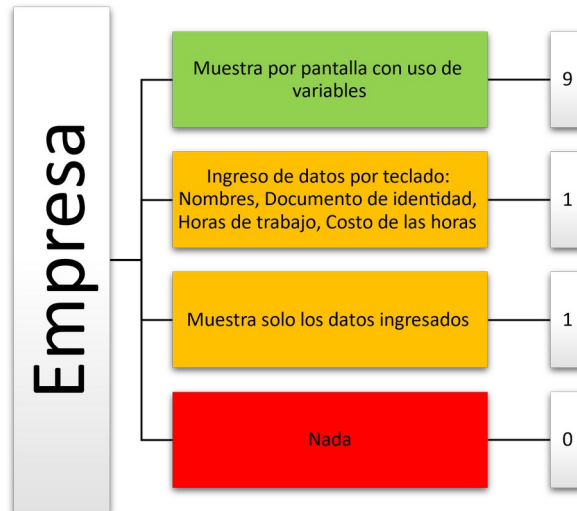 Empresa
Muestra por pantalla con uso de
variables
9
Ingreso de datos por teclado:
Nombres, Documento de identidad,
Horas de trabajo, Costo de las horas
1
Muestra solo los datos ingresados
1
Nada
0